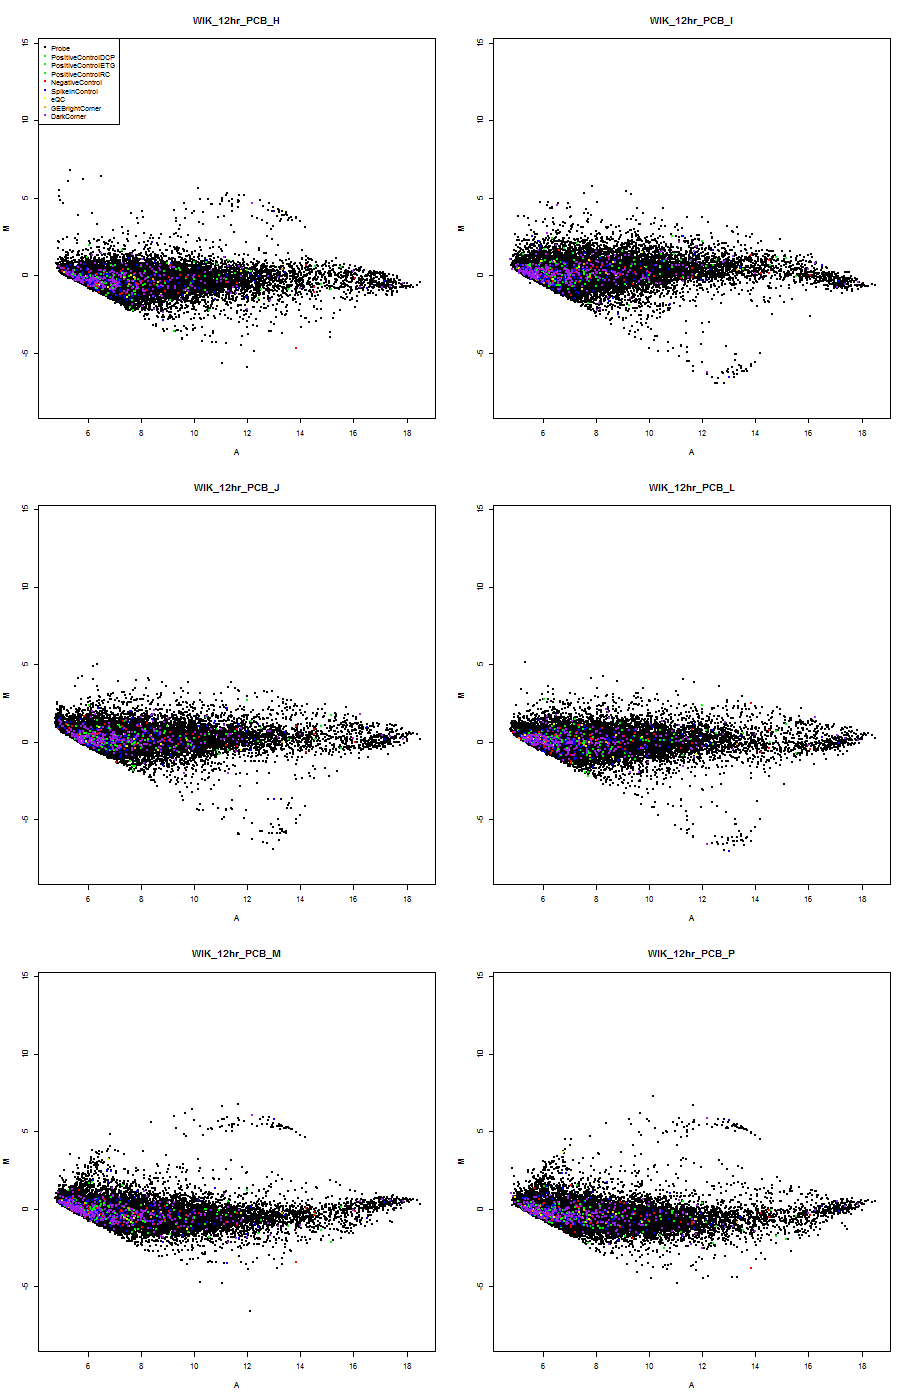 WIK_12hr_PCB_H
15
10
5
0
-5
M
Probe
PositiveControlDCP
PositiveControlETG
PositiveControlRC
NegativeControl
SpikeInControl
eQC
GEBrightCorner
DarkCorner
6 8 10 12 14 16 18
A
WIK_12hr_PCB_I
15
10
5
0
-5
M
6 8 10 12 14 16 18
A
WIK_12hr_PCB_J
15
10
5
0
-5
M
6 8 10 12 14 16 18
A
WIK_12hr_PCB_L
15
10
5
0
-5
M
6 8 10 12 14 16 18
A
WIK_12hr_PCB_M
15
10
5
0
-5
M
6 8 10 12 14 16 18
A
WIK_12hr_PCB_P
15
10
5
0
-5
M
6 8 10 12 14 16 18
A